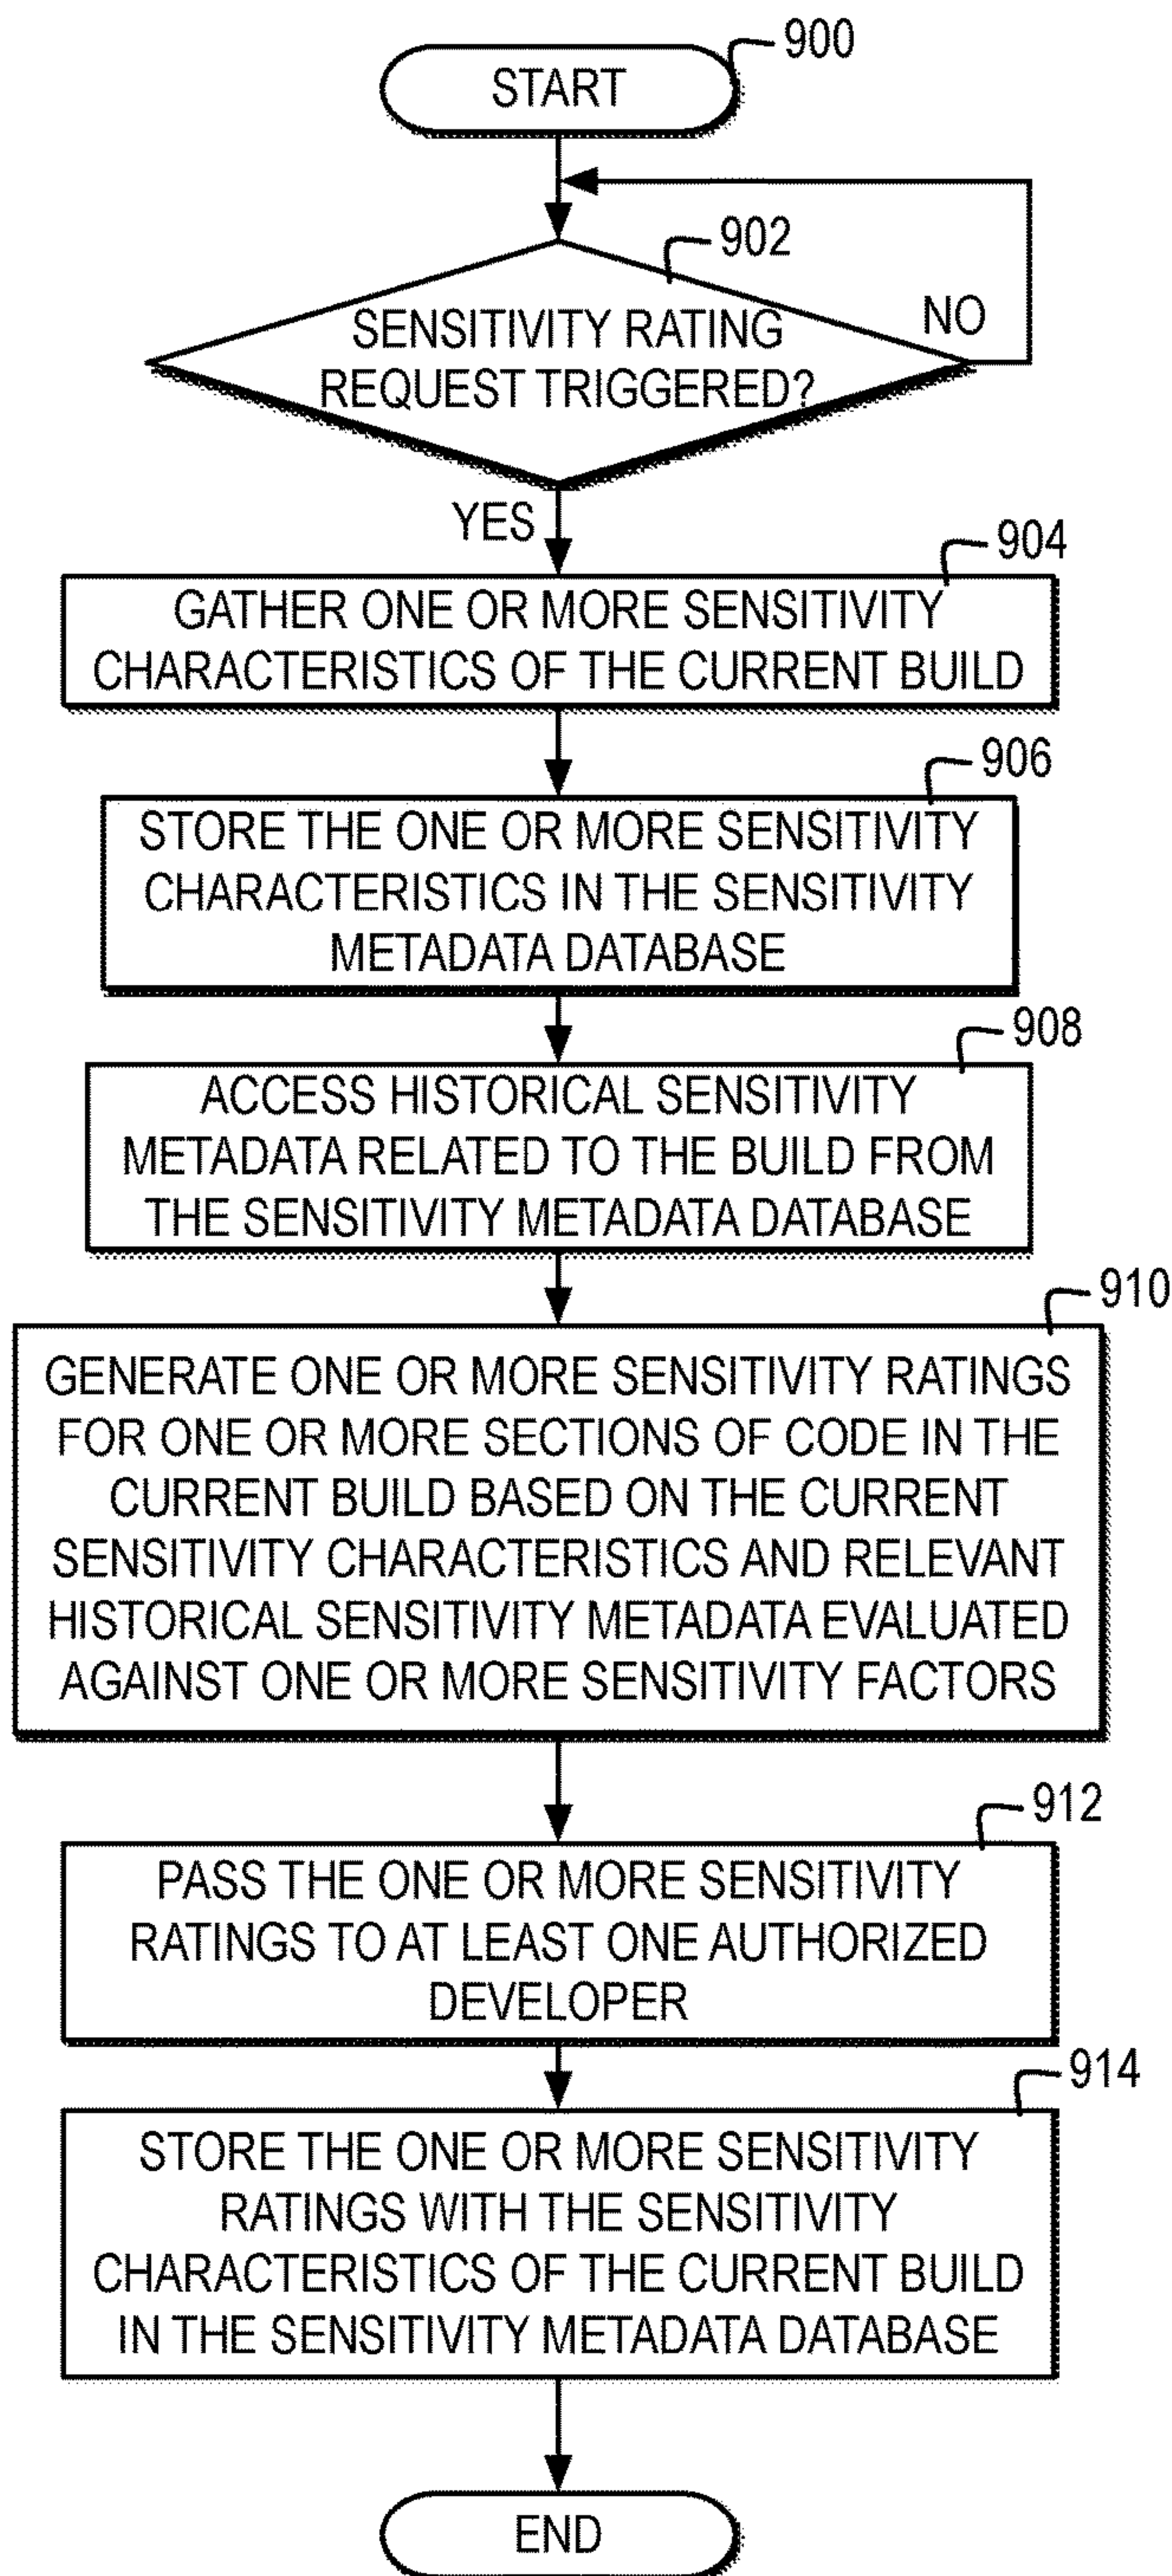 900
START
902
SENSITIVITY RATING
REQUEST TRIGGERED?
NO
YES
904
GATHER ONE OR MORE SENSITIVITY
CHARACTERISTICS OF THE CURRENT BUILD
906
STORE THE ONE OR MORE SENSITIVITY
CHARACTERISTICS IN THE SENSITIVITY
METADATA DATABASE
908
ACCESS HISTORICAL SENSITIVITY
METADATA RELATED TO THE BUILD FROM
THE SENSITIVITY METADATA DATABASE
910
GENERATE ONE OR MORE SENSITIVITY RATINGS
FOR ONE OR MORE SECTIONS OF CODE IN THE
CURRENT BUILD BASED ON THE CURRENT
SENSITIVITY CHARACTERISTICS AND RELEVANT
HISTORICAL SENSITIVITY METADATA EVALUATED
AGAINST ONE OR MORE SENSITIVITY FACTORS
912
PASS THE ONE OR MORE SENSITIVITY
RATINGS TO AT LEAST ONE AUTHORIZED
DEVELOPER
914
STORE THE ONE OR MORE SENSITIVITY
RATINGS WITH THE SENSITIVITY
CHARACTERISTICS OF THE CURRENT BUILD
IN THE SENSITIVITY METADATA DATABASE
END